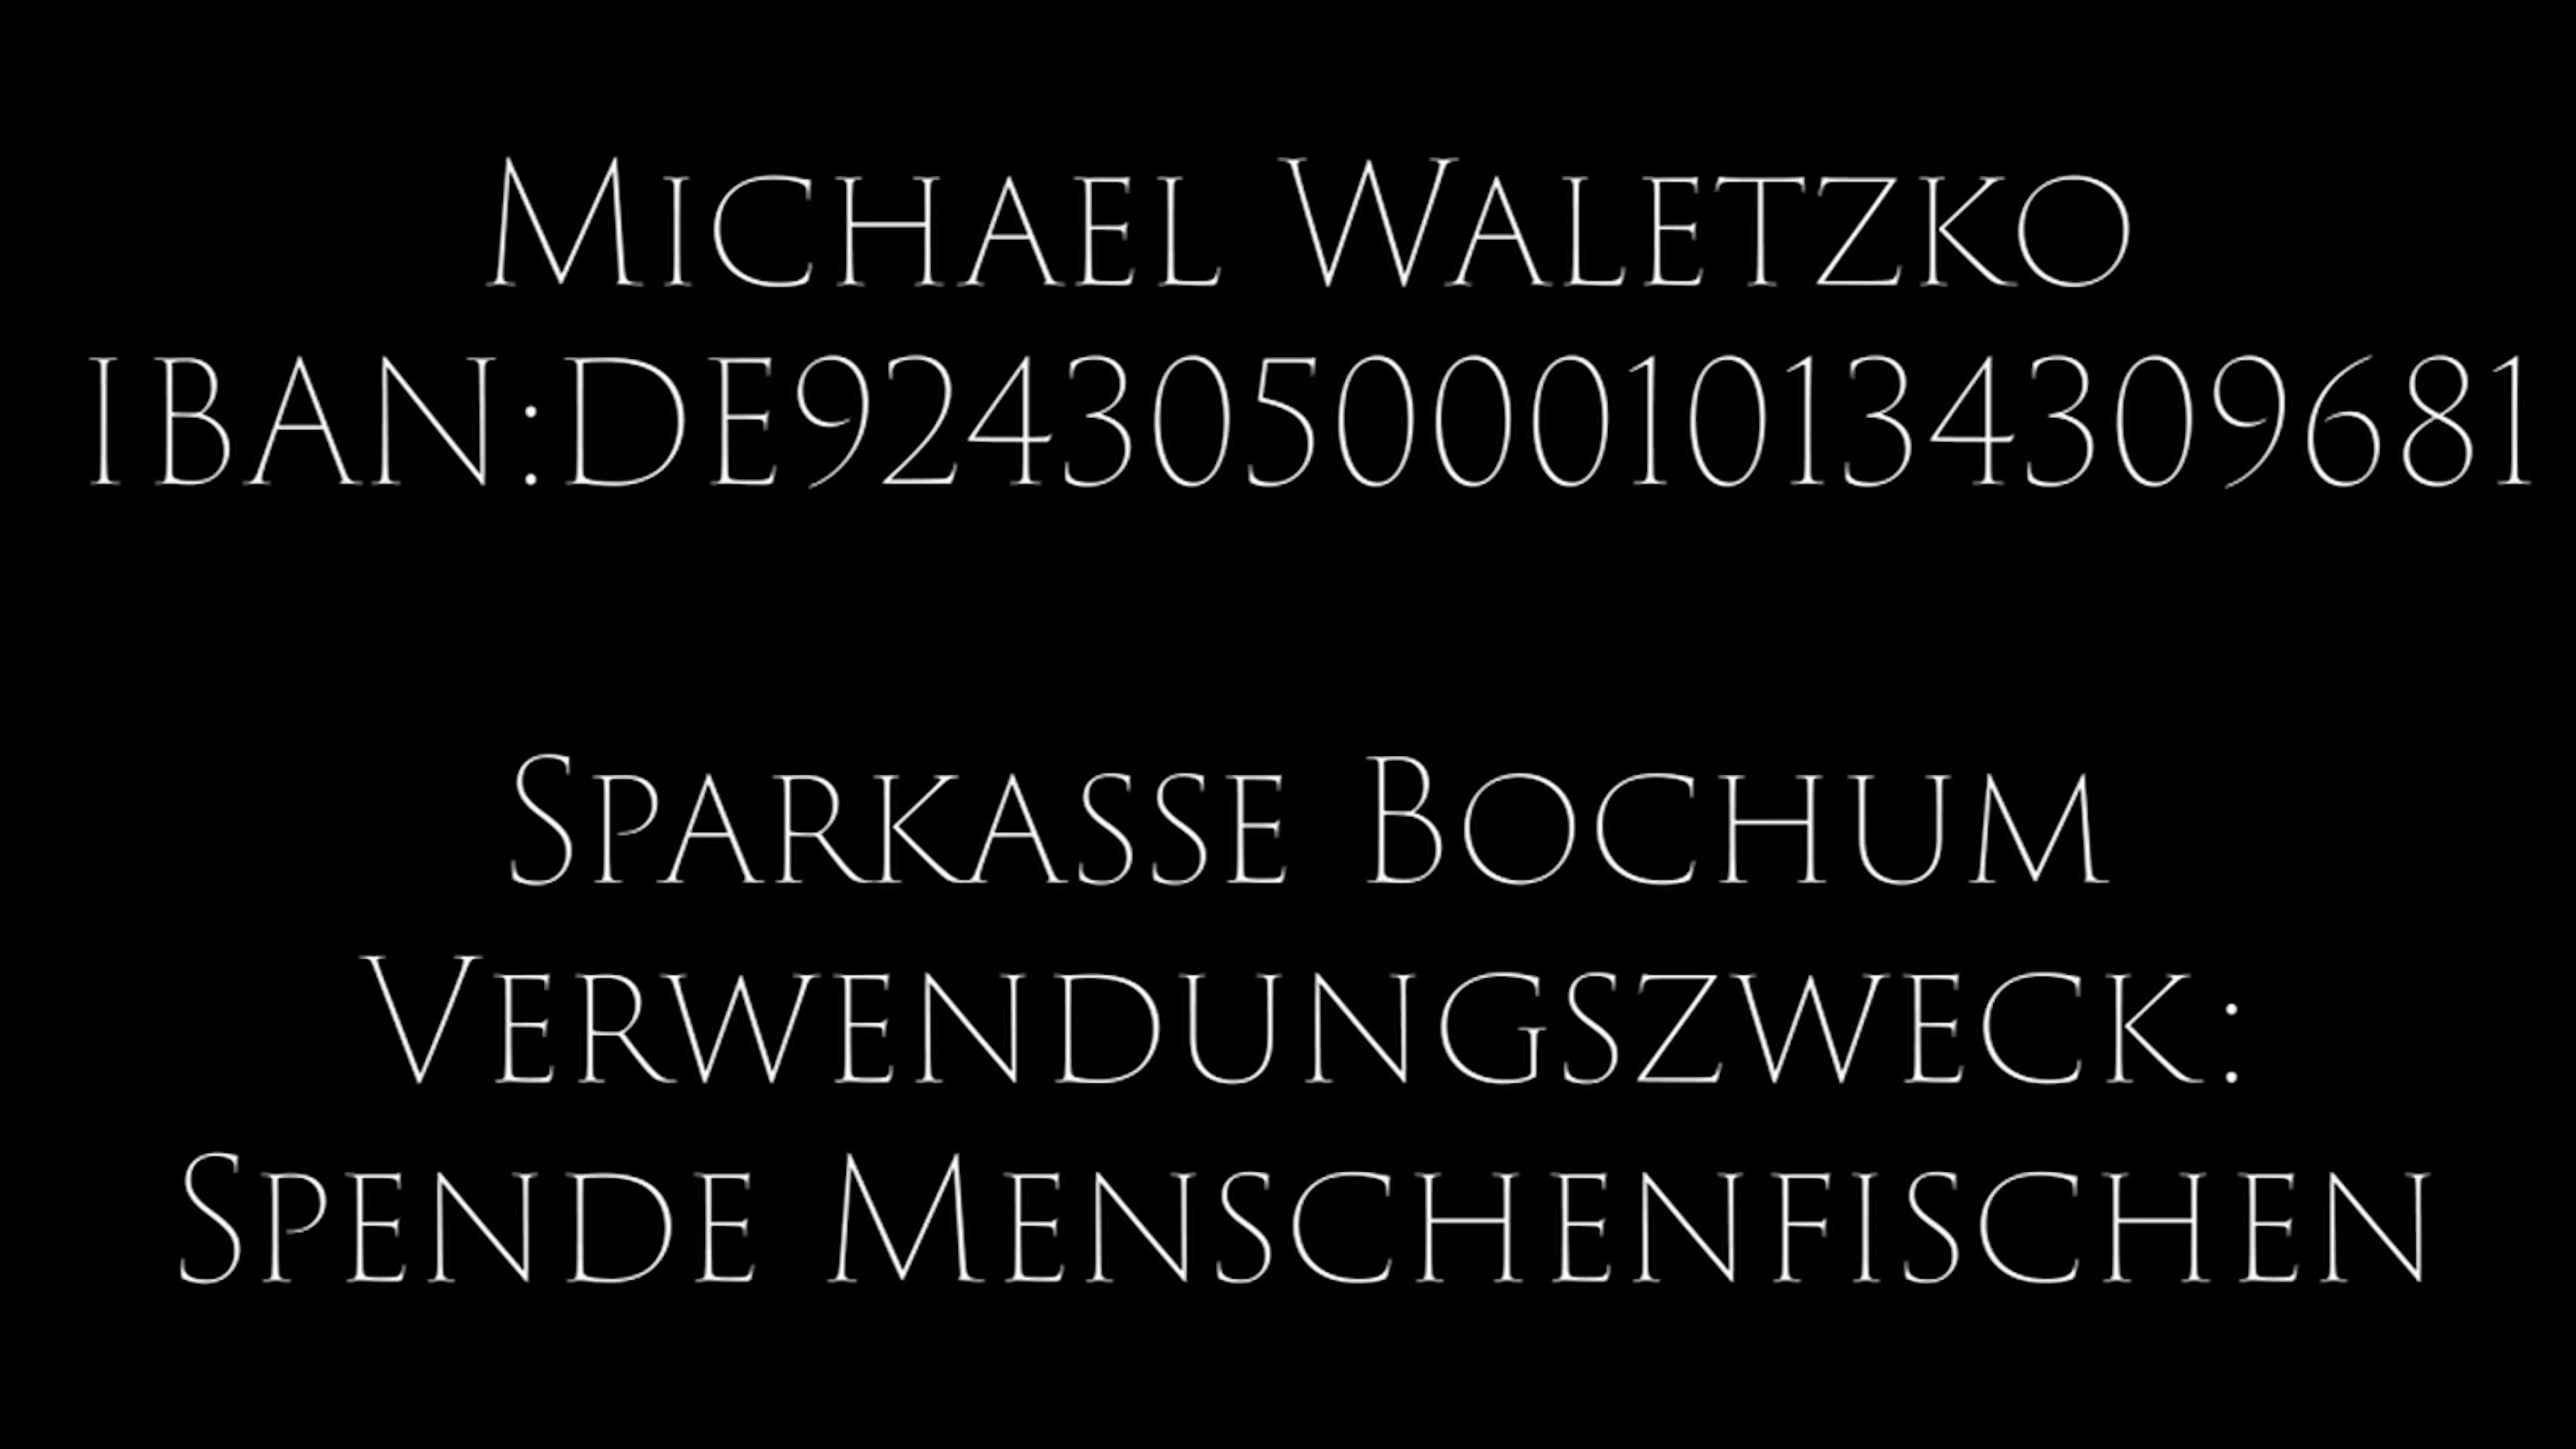 Michael Waletzko
IBAN:DE92430500010134309681
Sparkasse Bochum
Verwendungszweck:
Spende Menschenfischen